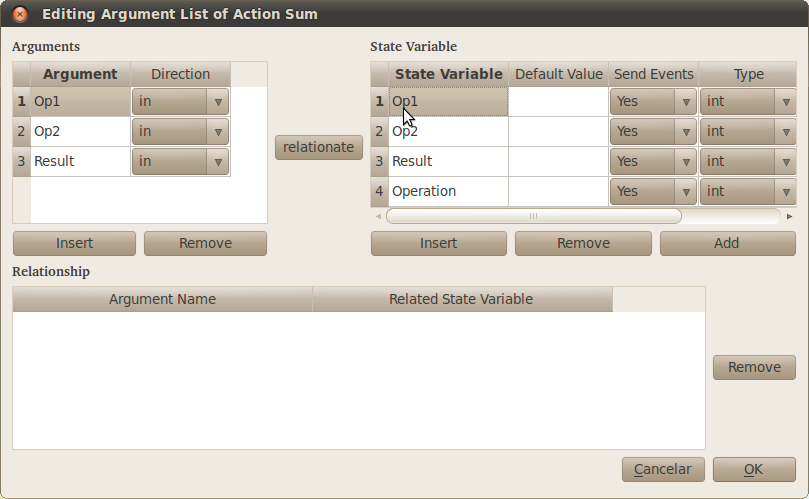 Editing Argument List of Action Sum
Arguments
Argument Direction
1 Op1 in
2 Op2 in
3 Result in
Insert Remove
relationate
State Variable
State Variable Default Value Send Events Type
1 Op1 Yes int
2 Op2 Yes int
3 Result Yes int
4 Operation Yes int
Insert Remove Add
Relationship
Argument Name Related State Variable
Remove
Cancelar OK